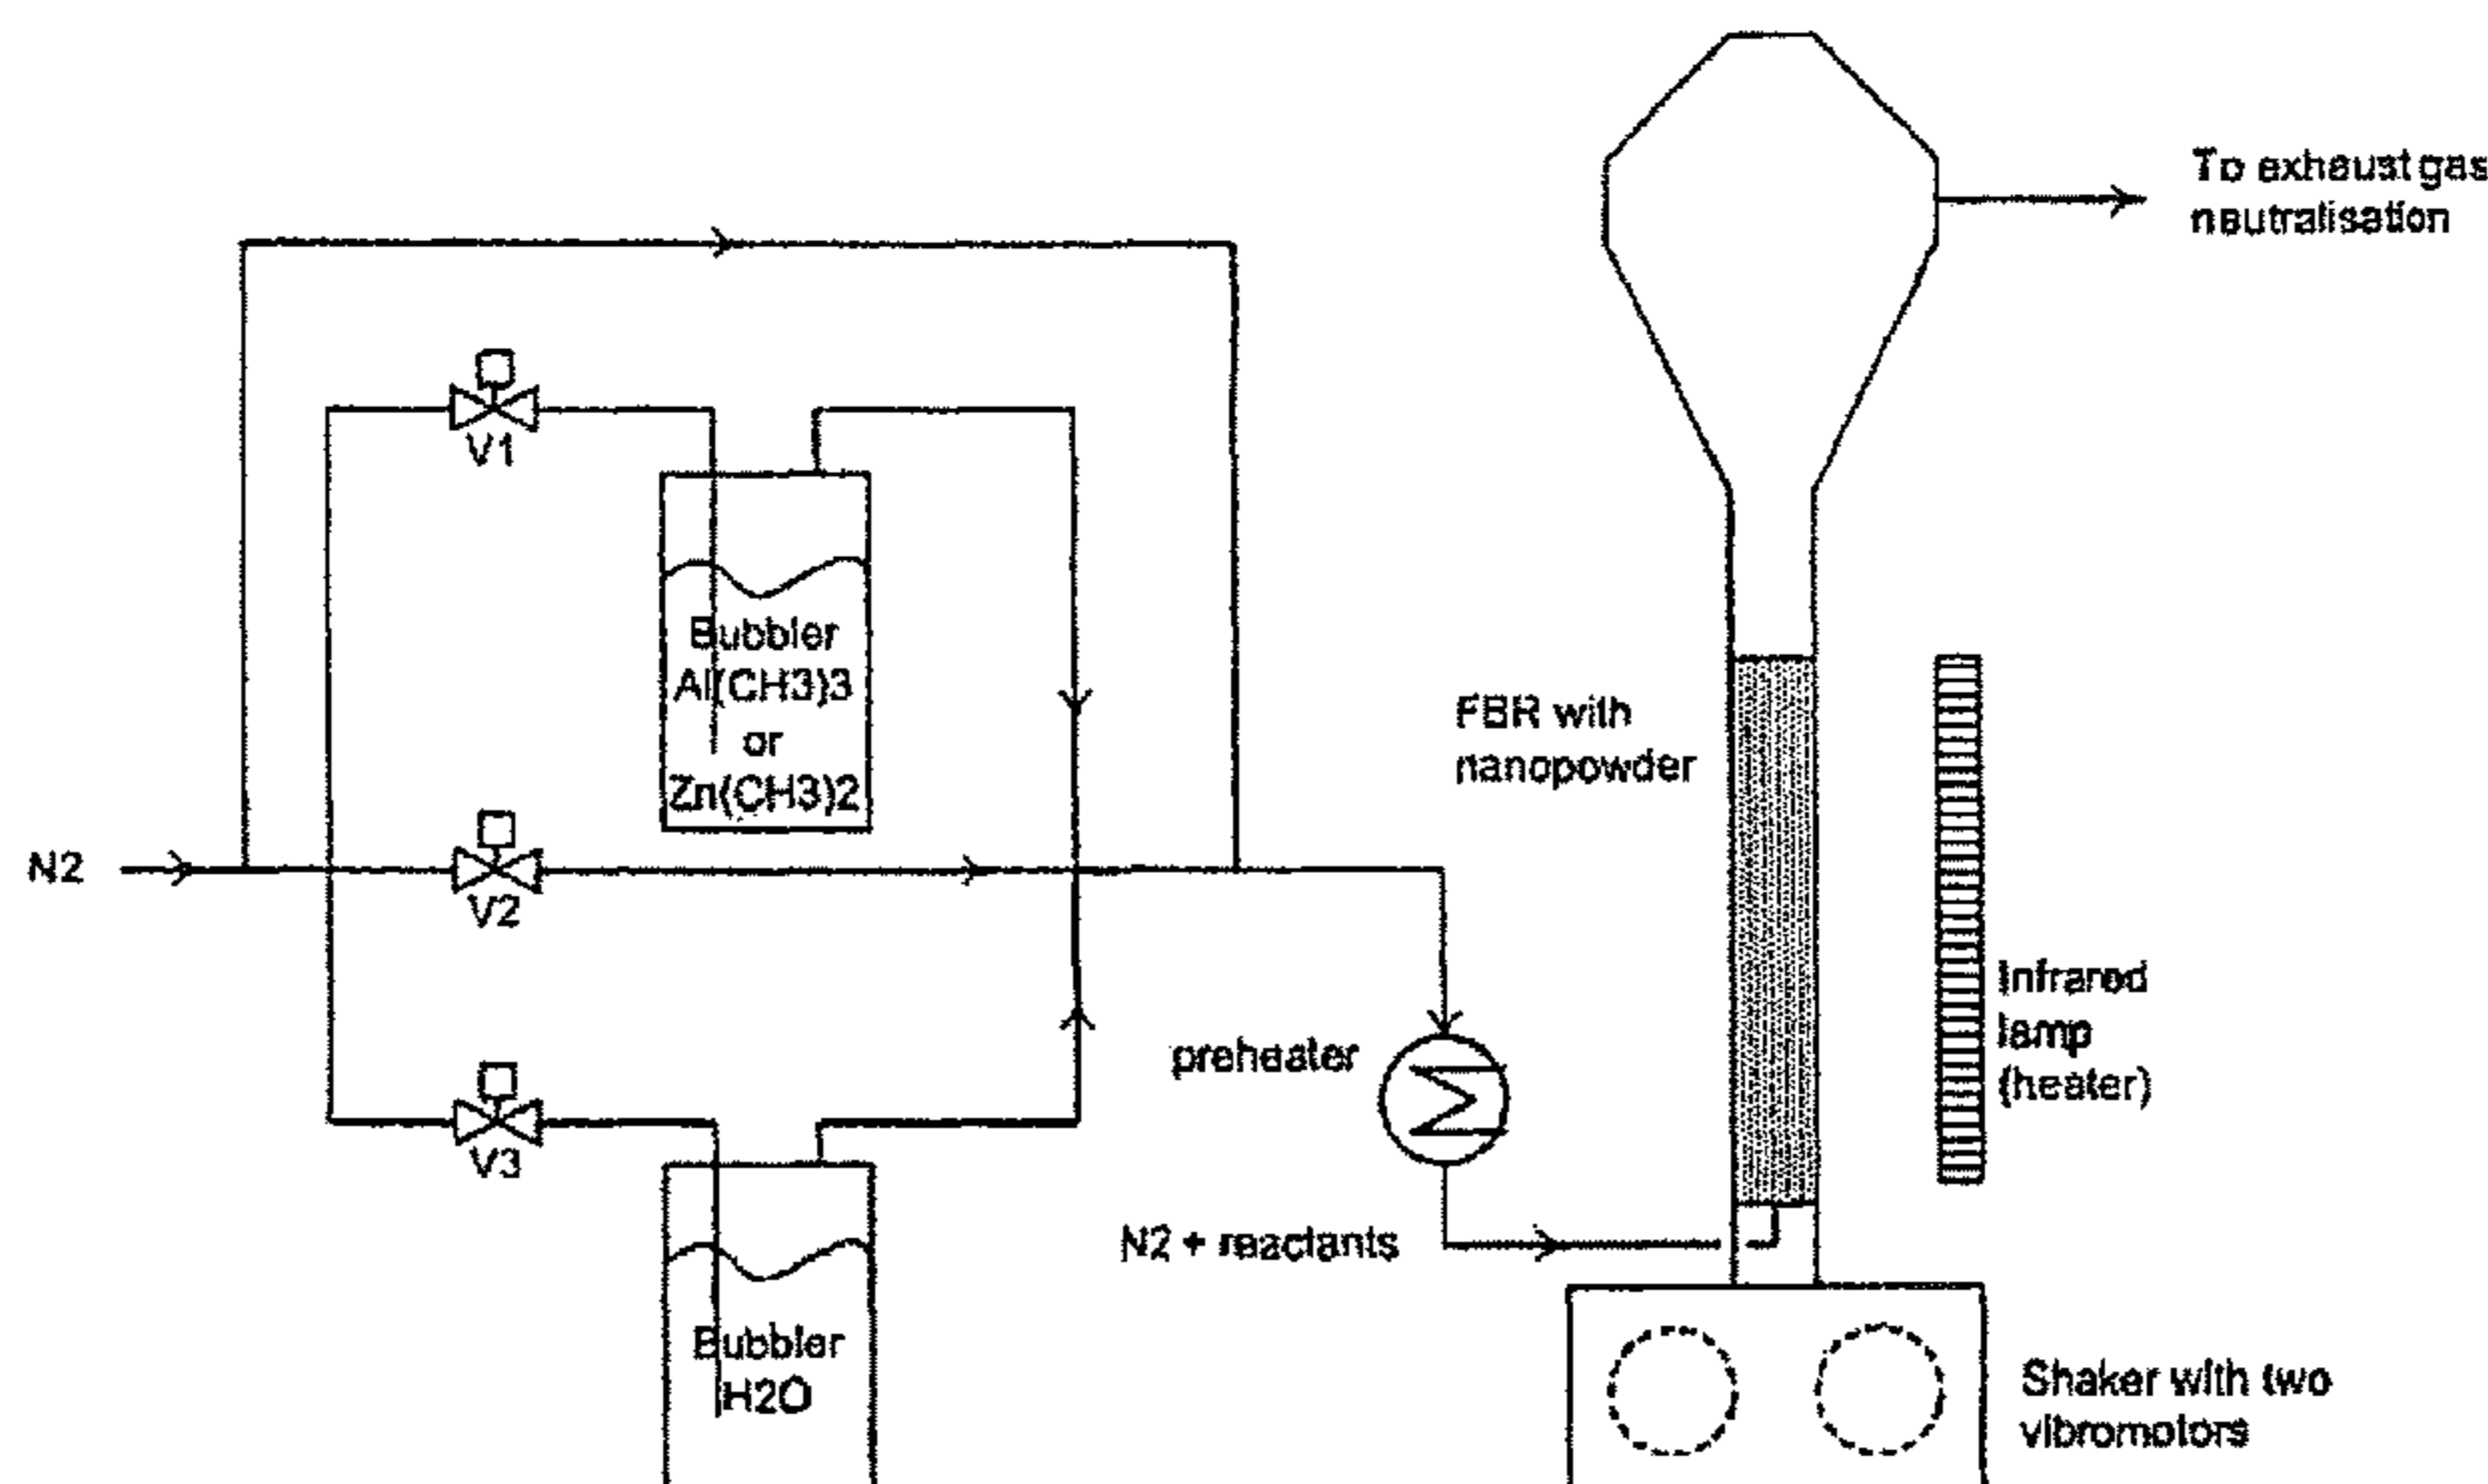 To exhaust gas
neutralisation
V1
Bubbler
Al(CH3)3
or
Zn(CH3)2
FBR with
nanopowder
N2
V2
Infrared
lamp
(heater)
preheater
V3
N2 + reactants
Bubbler
H2O
Shaker with two
vibromotors